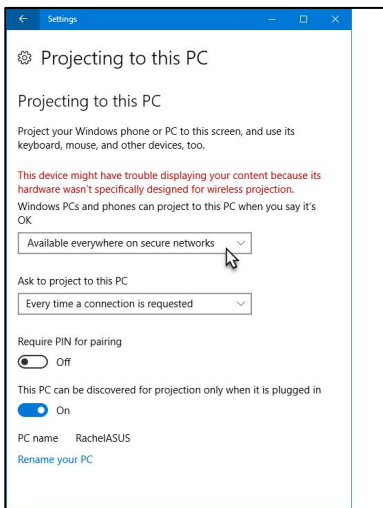 Settings
Projecting to this PC
Projecting to this PC
Project your Windows phone or PC to this screen, and use its
keyboard, mouse, and other devices, too.
This device might have trouble displaying your content because its
hardware wasn't specifically designed for wireless projection.
Windows PCs and phones can project to this PC when you say it's
OK
Available everywhere on secure networks
Ask to project to this PC
Every time a connection is requested
Require PIN for pairing
Off
This PC can be discovered for projection only when it is plugged in
On
PC name RachelASUS
Rename your PC